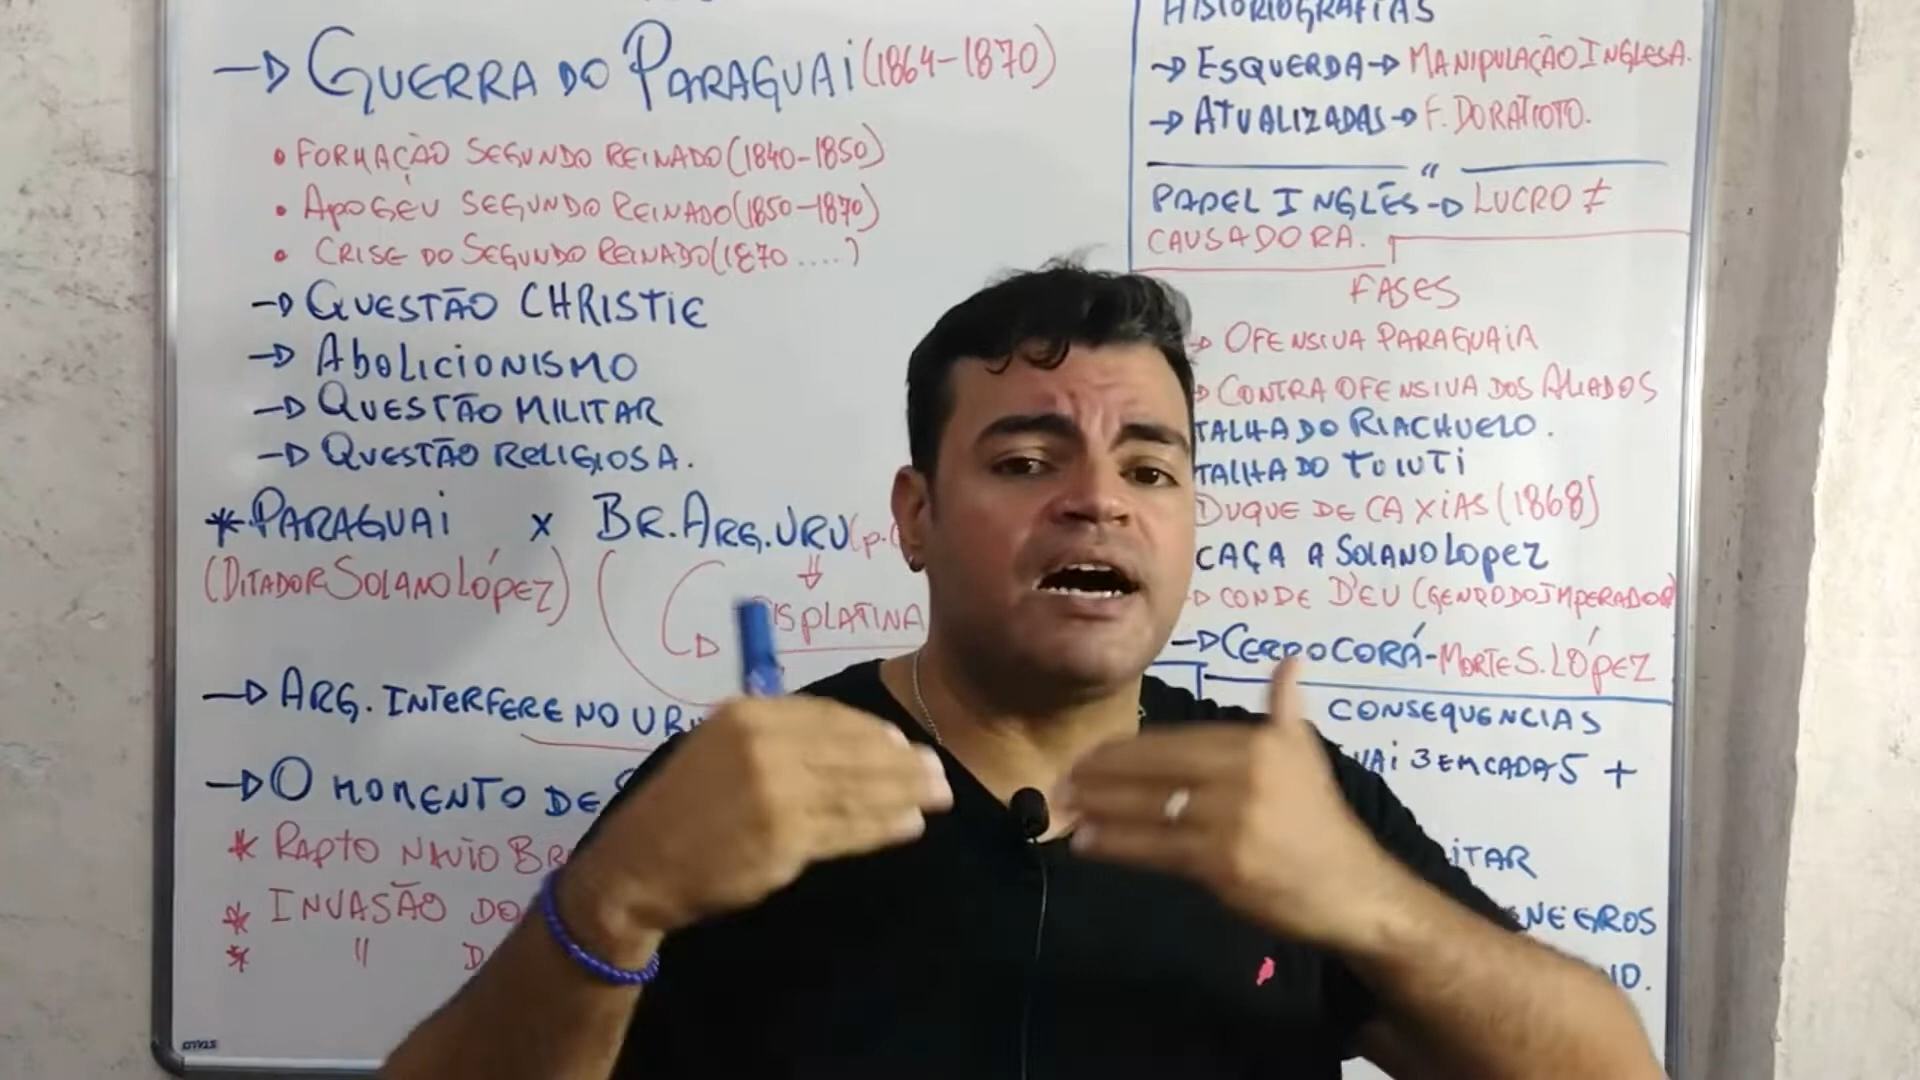 → GUERRA DO PARAGUAI (1864-1870)
• FORMAÇÃO SEGUNDO REINADO (1840-1850)
• APOGÉU SEGUNDO REINADO (1850-1870)
• CRISE DO SEGUNDO REINADO (1870 ....)
→ QUESTÃO CHRISTIE
→ ABOLICIONISMO
→ QUESTÃO MILITAR
→ QUESTÃO RELIGIOSA.
* PARAGUAI x BR. ARG. URU (p.
(DITADOR SOLANO LÓPEZ)
ISPLATINA
→ ARG. INTERFERE NO UR
→ O MOMENTO DE
* RAPTO NAVIO BR
* INVASÃO DO
* "
HISTORIOGRAFIAS
→ ESQUERDA → MANIPULAÇÃO INGLESA.
→ ATUALIZADAS → F. DORATIOTO.
"
PAPEL INGLÊS → LUCRO ≠
CAUSADORA.
FASES
→ OFENSIVA PARAGUAIA
→ CONTRA OFENSIVA DOS ALIADOS
TALHA DO RIACHUELO.
TALHA DO TUIUTI
DUQUE DE CAXIAS (1868)
CAÇA A SOLANO LOPEZ
→ CONDE D'EU (GENRO DO IMPERADOR)
→ CERRO CORÁ - MORTE S. LÓPEZ
CONSEQUENCIAS
UAI 3 EM CADA 5 +
ITAR
NEGROS